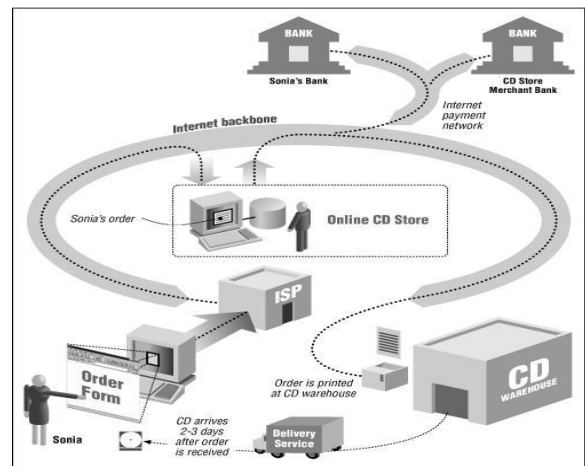 BANK
BANK
Sonia's Bank
CD Store
Merchant Bank
Internet
payment
network
Internet backbone
Sonia's order
Online CD Store
ISP
Order
Form
Order is printed
at CD warehouse
CD
WAREHOUSE
CD arrives
2-3 days
after order
is received
Delivery
Service
Sonia